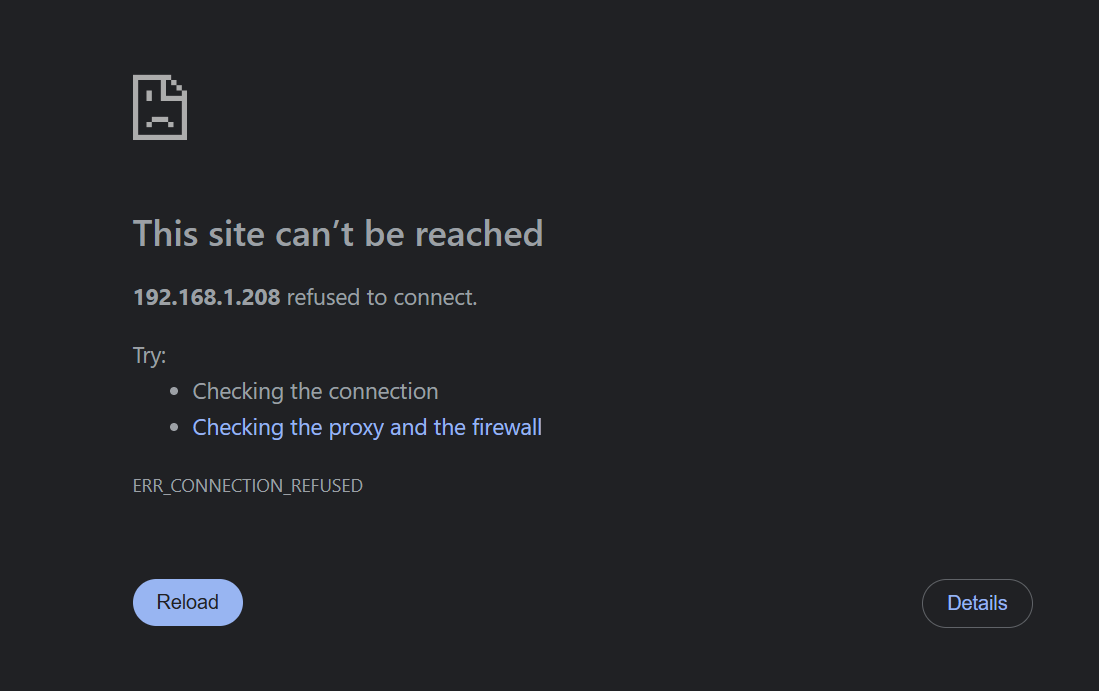 This site can’t be reached
192.168.1.208 refused to connect.
Try:
Checking the connection
Checking the proxy and the firewall
ERR_CONNECTION_REFUSED
Reload
Details